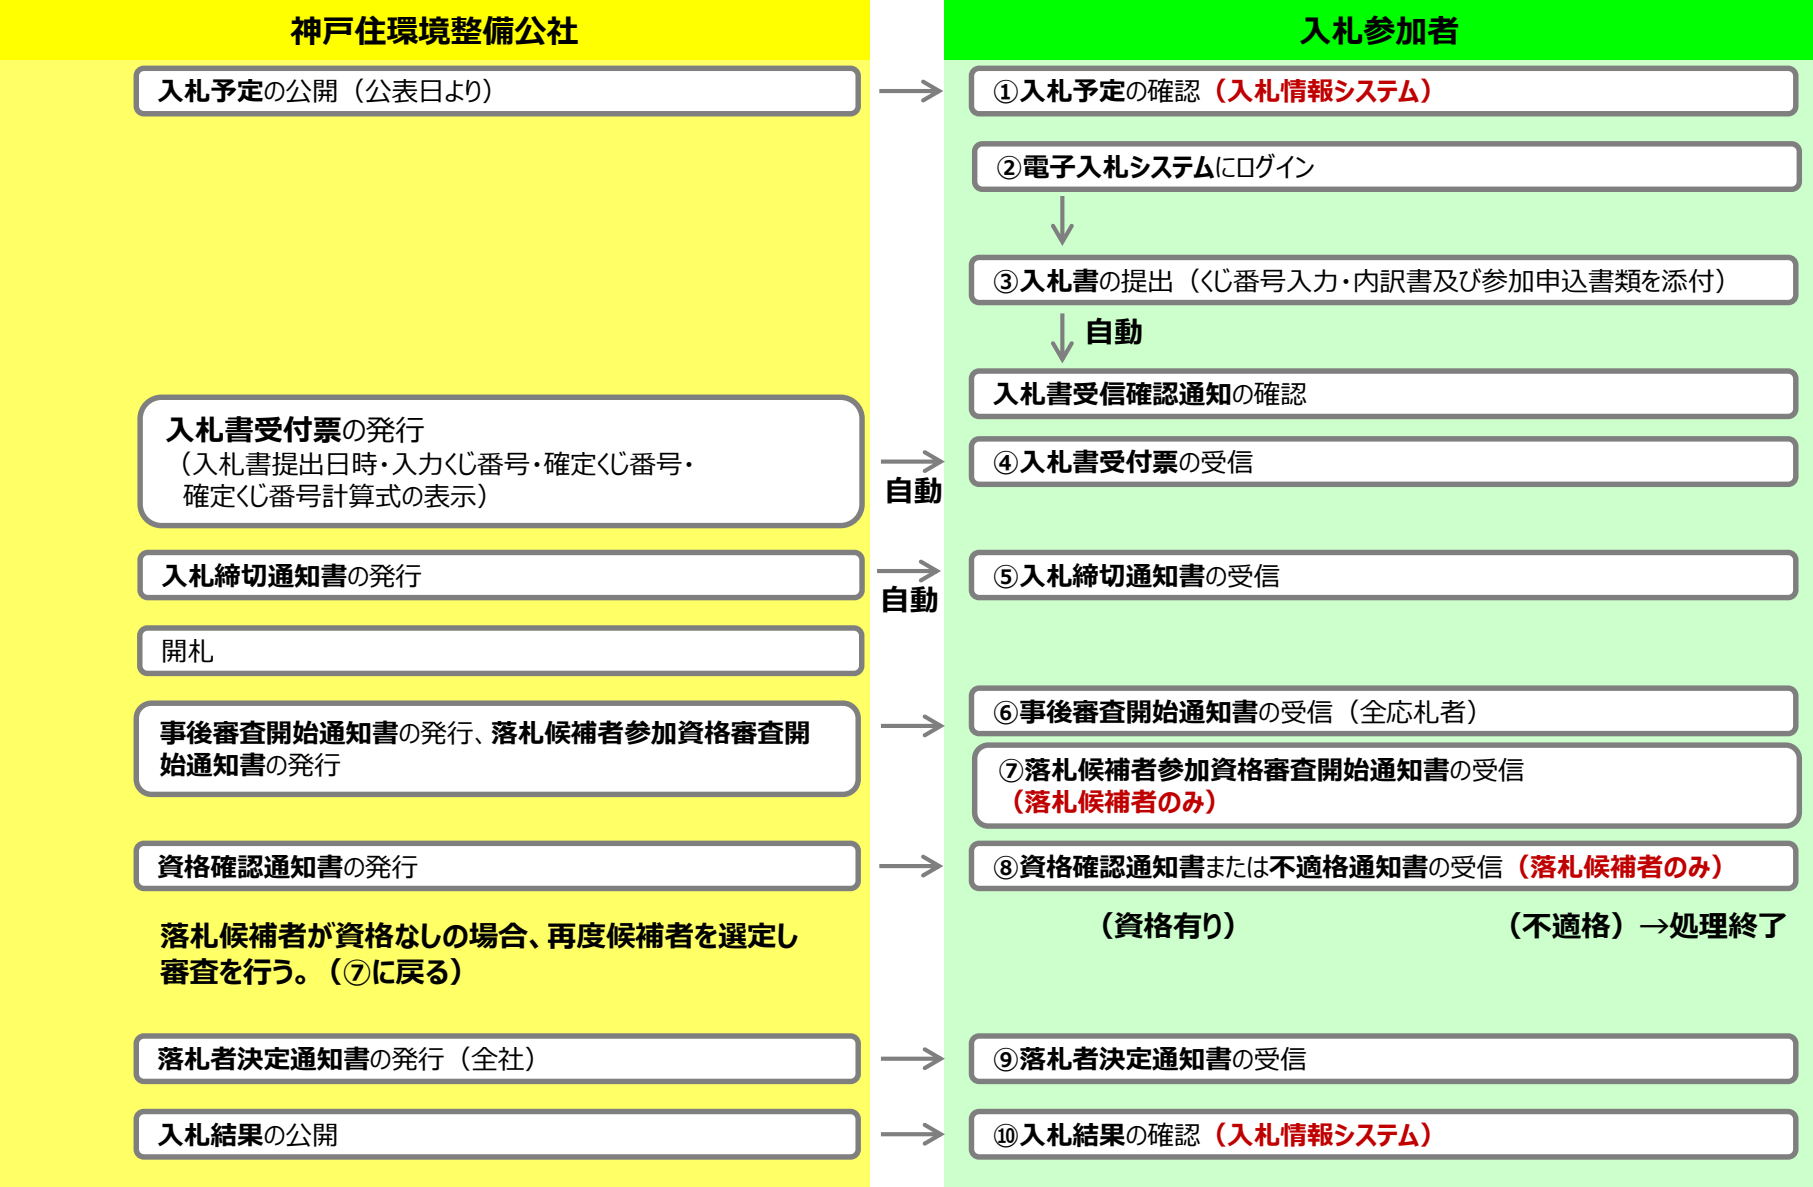 神戸住環境整備公社
入札参加者
入札予定の公開（公表日より）
①入札予定の確認（入札情報システム）
②電子入札システムにログイン
③入札書の提出（くじ番号入力・内訳書及び参加申込書類を添付）
自動
入札書受信確認通知の確認
入札書受付票の発行
（入札書提出日時・入力くじ番号・確定くじ番号・
確定くじ番号計算式の表示）
自動
④入札書受付票の受信
入札締切通知書の発行
自動
⑤入札締切通知書の受信
開札
事後審査開始通知書の発行、落札候補者参加資格審査開
始通知書の発行
⑥事後審査開始通知書の受信（全応札者）
⑦落札候補者参加資格審査開始通知書の受信
（落札候補者のみ）
資格確認通知書の発行
⑧資格確認通知書または不適格通知書の受信（落札候補者のみ）
（資格有り）
（不適格）→処理終了
落札候補者が資格なしの場合、再度候補者を選定し
審査を行う。（⑦に戻る）
落札者決定通知書の発行（全社）
⑨落札者決定通知書の受信
入札結果の公開
⑩入札結果の確認（入札情報システム）